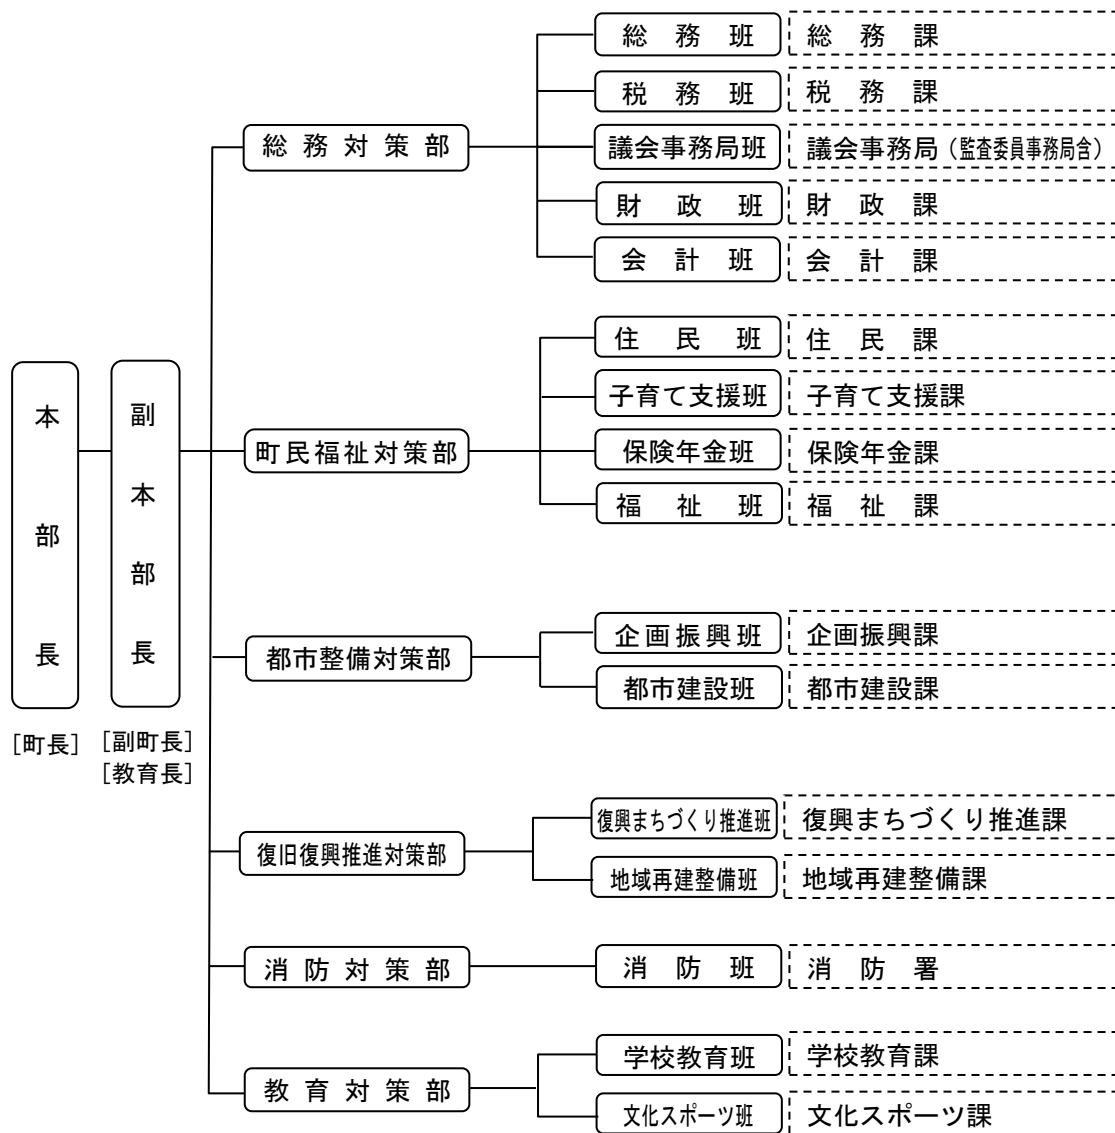 本部長
[町長]
副本部長
[副町長]
[教育長]
総務対策部
総務班 総務課
税務班 税務課
議会事務局班 議会事務局（監査委員事務局含）
財政班 財政課
会計班 会計課
町民福祉対策部
住民班 住民課
子育て支援班 子育て支援課
保険年金班 保険年金課
福祉班 福祉課
都市整備対策部
企画振興班 企画振興課
都市建設班 都市建設課
復旧復興推進対策部
復興まちづくり推進班 復興まちづくり推進課
地域再建整備班 地域再建整備課
消防対策部
消防班 消防署
教育対策部
学校教育班 学校教育課
文化スポーツ班 文化スポーツ課